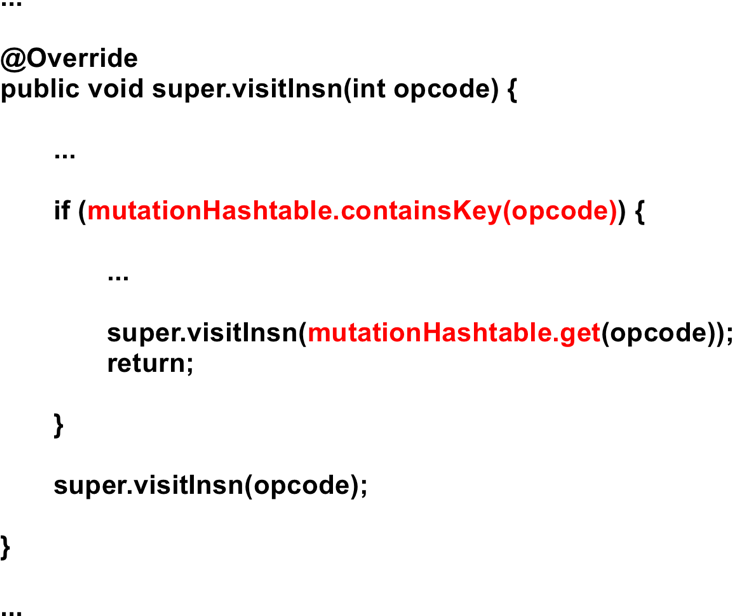 ...
@Override
public void super.visitInsn(int opcode) {
...
if (mutationHashtable.containsKey(opcode)) {
...
super.visitInsn(mutationHashtable.get(opcode));
return;
}
super.visitInsn(opcode);
}
...